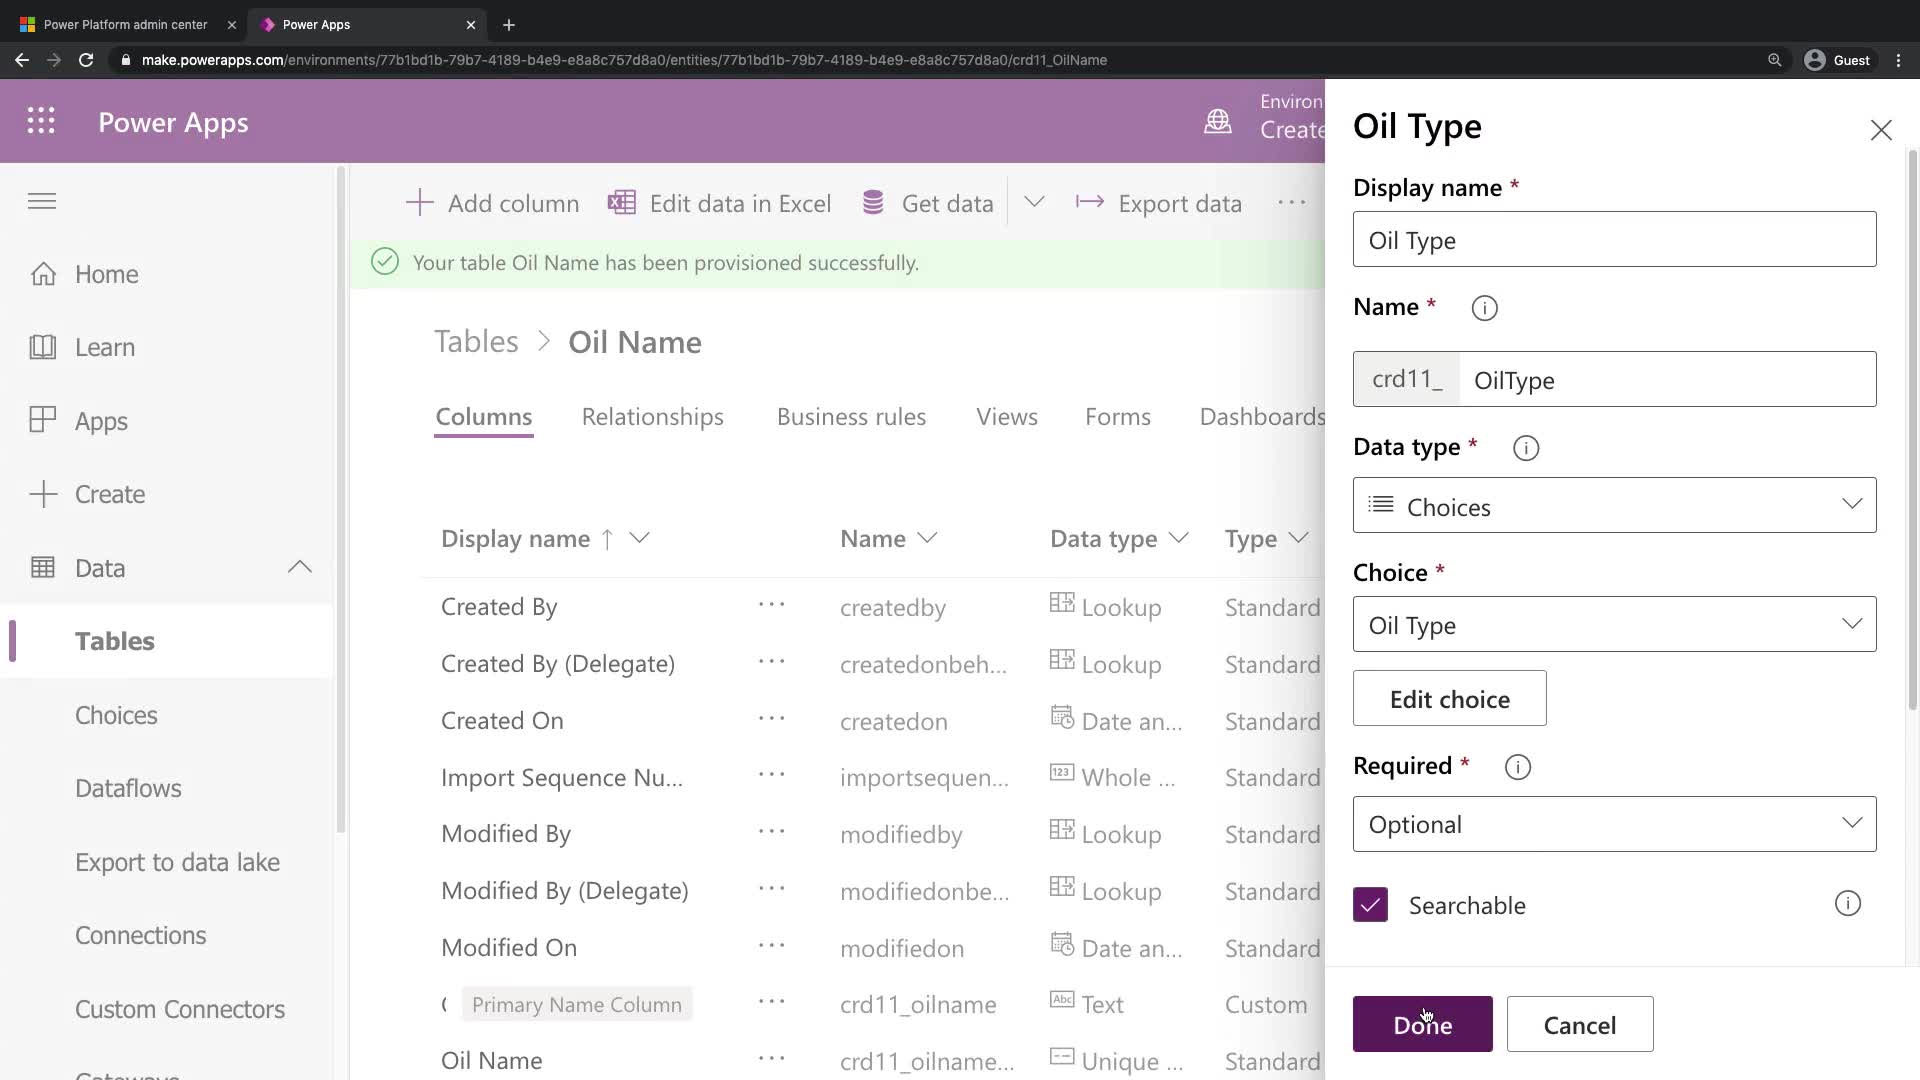 Power Platform admin center
Power Apps
make.powerapps.com/environments/77b1bd1b-79b7-4189-b4e9-e8a8c757d8a0/entities/77b1bd1b-79b7-4189-b4e9-e8a8c757d8a0/crd11_OilName
Guest
Power Apps
Environ
Create
Home
Learn
Apps
Create
Data
Tables
Choices
Dataflows
Export to data lake
Connections
Custom Connectors
Gateways
Add column
Edit data in Excel
Get data
Export data
Your table Oil Name has been provisioned successfully.
Tables > Oil Name
Columns Relationships Business rules Views Forms Dashboards
Display name ↑ Name Data type Type
Created By ··· createdby Lookup Standard
Created By (Delegate) ··· createdonbeh... Lookup Standard
Created On ··· createdon Date an... Standard
Import Sequence Nu... ··· importsequen... 123 Whole ... Standard
Modified By ··· modifiedby Lookup Standard
Modified By (Delegate) ··· modifiedonbe... Lookup Standard
Modified On ··· modifiedon Date an... Standard
Primary Name Column ··· crd11_oilname Abc Text Custom
Oil Name ··· crd11_oilname... Unique ... Standard
Oil Type
Display name *
Oil Type
Name *
crd11_ OilType
Data type *
Choices
Choice *
Oil Type
Edit choice
Required *
Optional
Searchable
Done Cancel